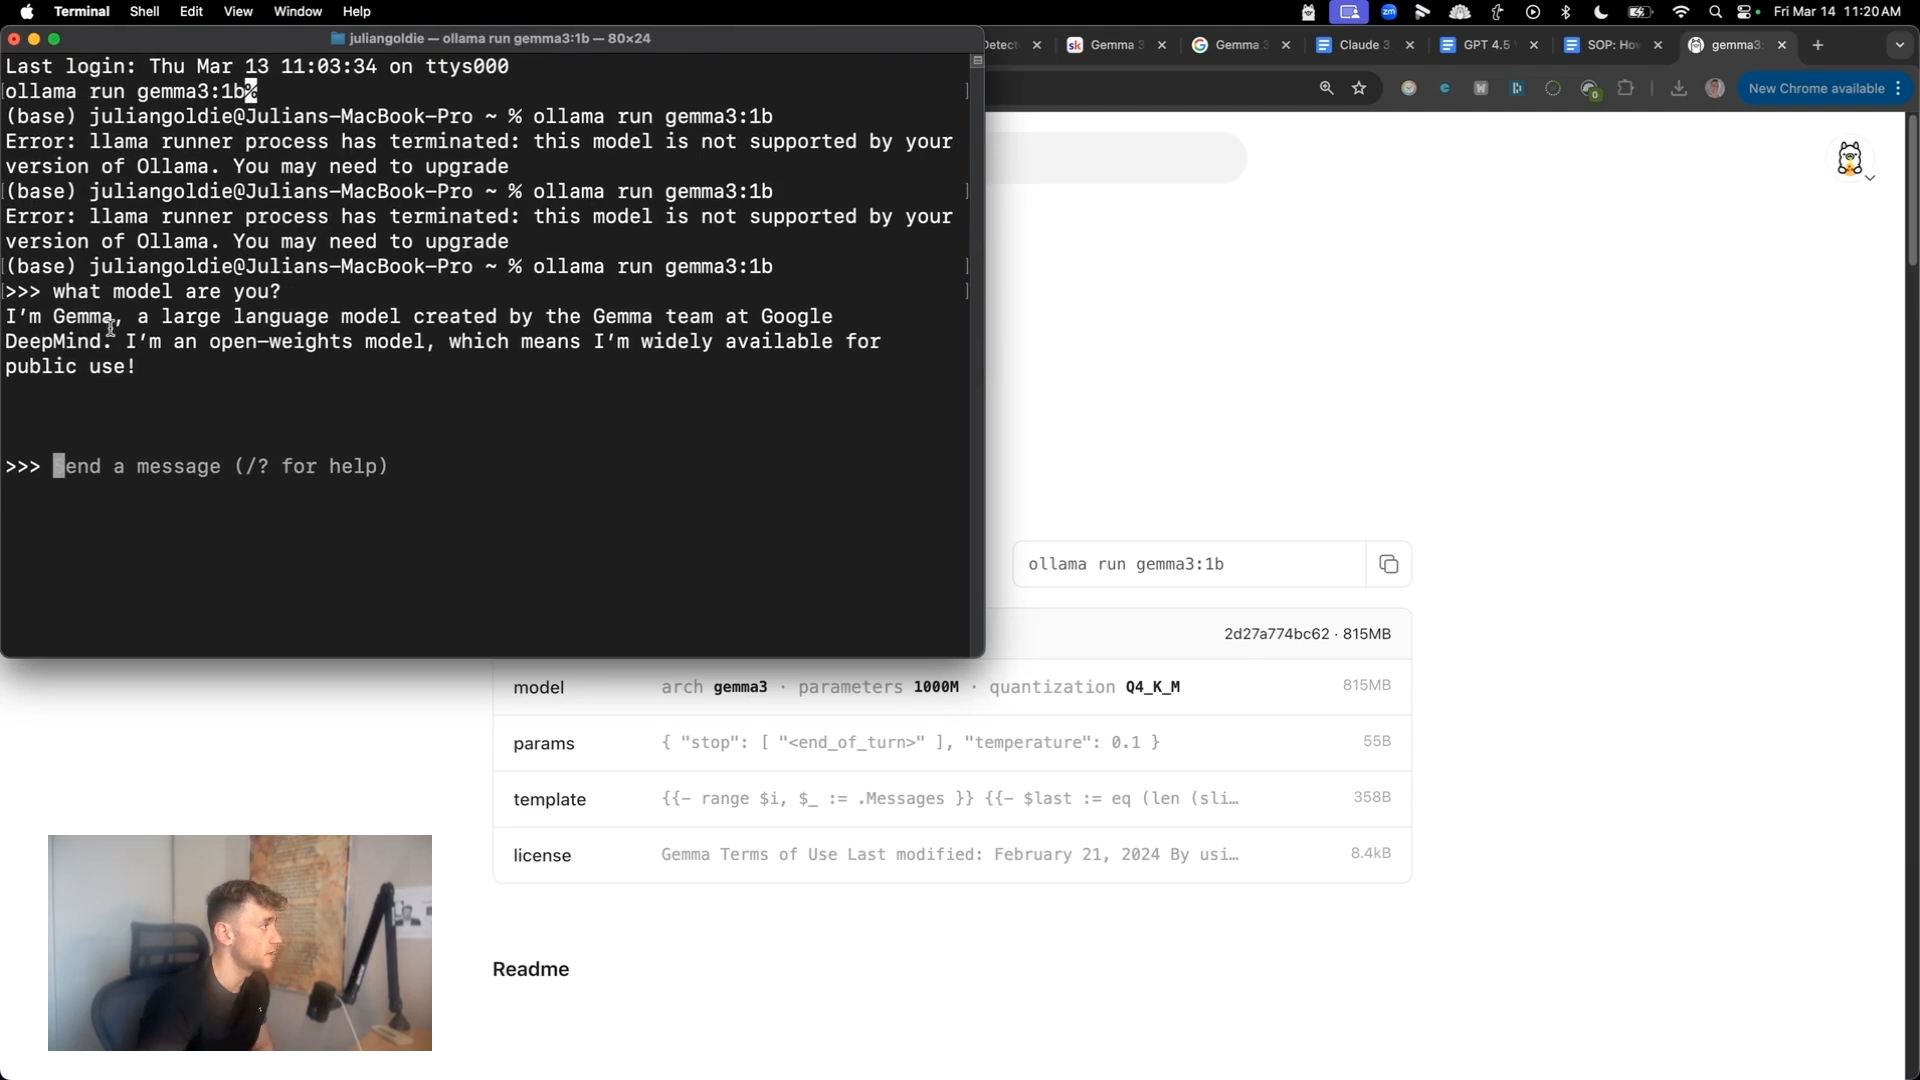 Terminal Shell Edit View Window Help
Fri Mar 14 11:20 AM
juliangoldie — ollama run gemma3:1b — 80×24
Detect
Gemma 3
Gemma 3
Claude 3
GPT 4.5
SOP: Hov
gemma3
New Chrome available
Last login: Thu Mar 13 11:03:34 on ttys000
ollama run gemma3:1b%
(base) juliangoldie@Julians-MacBook-Pro ~ % ollama run gemma3:1b
Error: llama runner process has terminated: this model is not supported by your
version of Ollama. You may need to upgrade
(base) juliangoldie@Julians-MacBook-Pro ~ % ollama run gemma3:1b
Error: llama runner process has terminated: this model is not supported by your
version of Ollama. You may need to upgrade
(base) juliangoldie@Julians-MacBook-Pro ~ % ollama run gemma3:1b
>>> what model are you?
I’m Gemma, a large language model created by the Gemma team at Google
DeepMind. I’m an open-weights model, which means I’m widely available for
public use!
>>> Send a message (/? for help)
ollama run gemma3:1b
2d27a774bc62 · 815MB
model arch gemma3 · parameters 1000M · quantization Q4_K_M 815MB
params { "stop": [ "<end_of_turn>" ], "temperature": 0.1 } 55B
template {{- range $i, $_ := .Messages }} {{- $last := eq (len (sli… 358B
license Gemma Terms of Use Last modified: February 21, 2024 By usi… 8.4kB
Readme